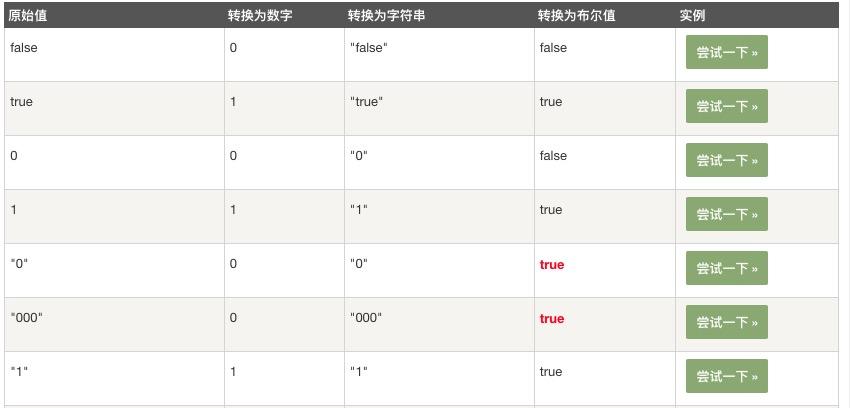 原始值 转换为数字 转换为字符串 转换为布尔值 实例
false 0 "false" false 尝试一下 »
true 1 "true" true 尝试一下 »
0 0 "0" false 尝试一下 »
1 1 "1" true 尝试一下 »
"0" 0 "0" true 尝试一下 »
"000" 0 "000" true 尝试一下 »
"1" 1 "1" true 尝试一下 »